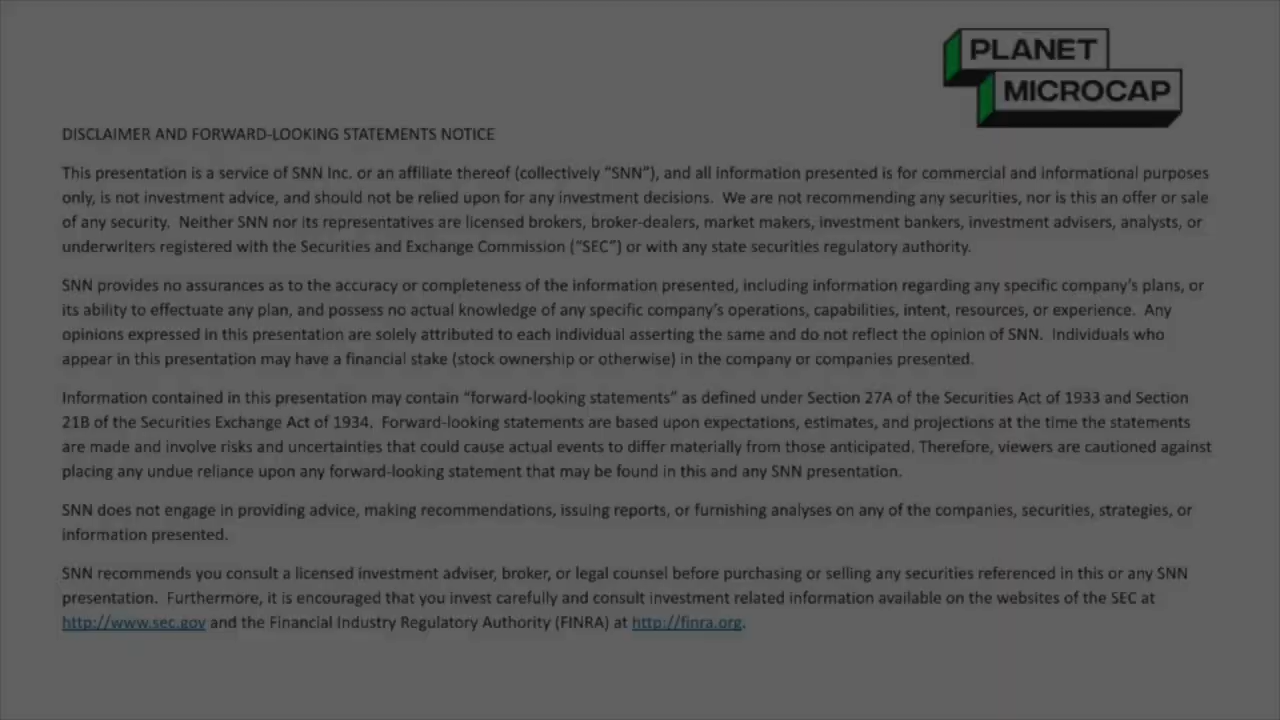 PLANET
MICROCAP
DISCLAIMER AND FORWARD-LOOKING STATEMENTS NOTICE
This presentation is a service of SNN Inc. or an affiliate thereof (collectively “SNN”), and all information presented is for commercial and informational purposes
only, is not investment advice, and should not be relied upon for any investment decisions.  We are not recommending any securities, nor is this an offer or sale
of any security.  Neither SNN nor its representatives are licensed brokers, broker-dealers, market makers, investment bankers, investment advisers, analysts, or
underwriters registered with the Securities and Exchange Commission (“SEC”) or with any state securities regulatory authority.
SNN provides no assurances as to the accuracy or completeness of the information presented, including information regarding any specific company’s plans, or
its ability to effectuate any plan, and possess no actual knowledge of any specific company’s operations, capabilities, intent, resources, or experience.  Any
opinions expressed in this presentation are solely attributed to each individual asserting the same and do not reflect the opinion of SNN.  Individuals who
appear in this presentation may have a financial stake (stock ownership or otherwise) in the company or companies presented.
Information contained in this presentation may contain “forward-looking statements” as defined under Section 27A of the Securities Act of 1933 and Section
21B of the Securities Exchange Act of 1934.  Forward-looking statements are based upon expectations, estimates, and projections at the time the statements
are made and involve risks and uncertainties that could cause actual events to differ materially from those anticipated. Therefore, viewers are cautioned against
placing any undue reliance upon any forward-looking statement that may be found in this and any SNN presentation.
SNN does not engage in providing advice, making recommendations, issuing reports, or furnishing analyses on any of the companies, securities, strategies, or
information presented.
SNN recommends you consult a licensed investment adviser, broker, or legal counsel before purchasing or selling any securities referenced in this or any SNN
presentation.  Furthermore, it is encouraged that you invest carefully and consult investment related information available on the websites of the SEC at
http://www.sec.gov and the Financial Industry Regulatory Authority (FINRA) at http://finra.org.